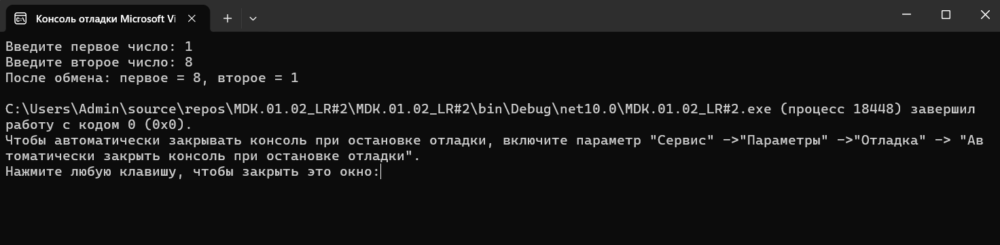 Консоль отладки Microsoft Vi
Введите первое число: 1
Введите второе число: 8
После обмена: первое = 8, второе = 1
C:\Users\Admin\source\repos\MDK.01.02_LR#2\MDK.01.02_LR#2\bin\Debug\net10.0\MDK.01.02_LR#2.exe (процесс 18448) завершил
работу с кодом 0 (0x0).
Чтобы автоматически закрывать консоль при остановке отладки, включите параметр "Сервис" ->"Параметры" ->"Отладка" -> "Ав
томатически закрыть консоль при остановке отладки".
Нажмите любую клавишу, чтобы закрыть это окно: